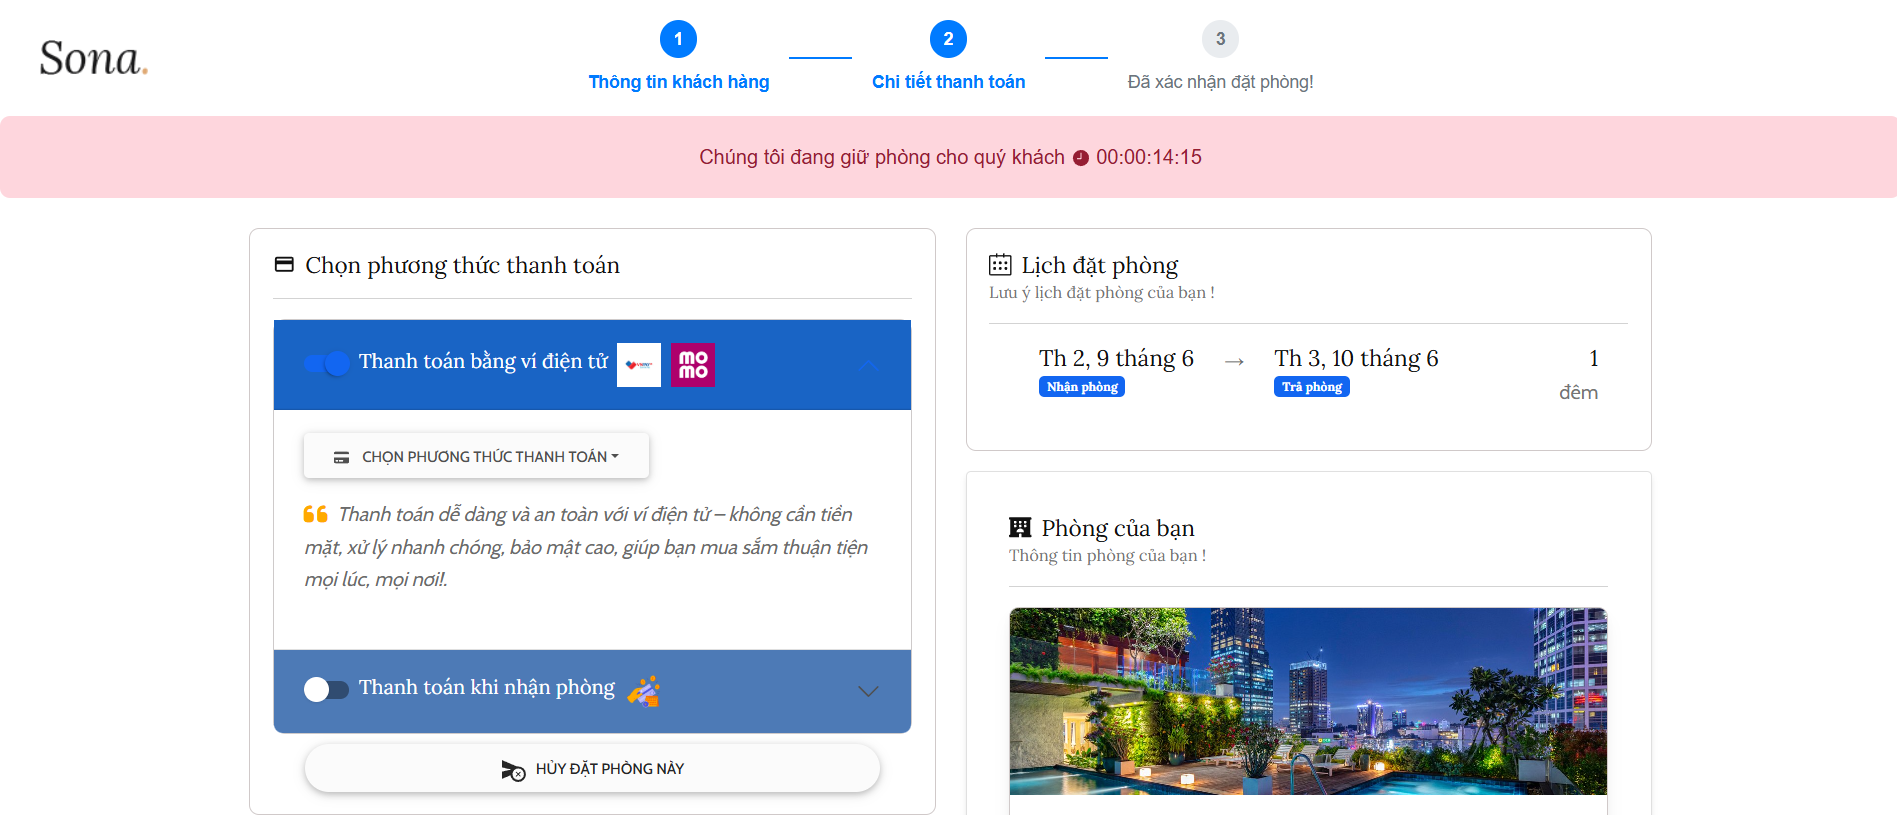 Sona.
1
Thông tin khách hàng
2
Chi tiết thanh toán
3
Đã xác nhận đặt phòng!
Chúng tôi đang giữ phòng cho quý khách 00:00:14:15
Chọn phương thức thanh toán
Thanh toán bằng ví điện tử
MO
MO
CHỌN PHƯƠNG THỨC THANH TOÁN
Thanh toán dễ dàng và an toàn với ví điện tử – không cần tiền
mặt, xử lý nhanh chóng, bảo mật cao, giúp bạn mua sắm thuận tiện
mọi lúc, mọi nơi!.
Thanh toán khi nhận phòng
HỦY ĐẶT PHÒNG NÀY
Lịch đặt phòng
Lưu ý lịch đặt phòng của bạn !
Th 2, 9 tháng 6 → Th 3, 10 tháng 6 1
Nhận phòng Trả phòng đêm
Phòng của bạn
Thông tin phòng của bạn !